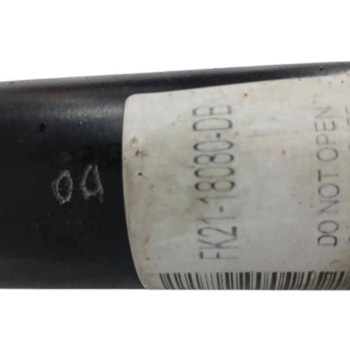 FK21-18080-DB
DO NOT OPEN